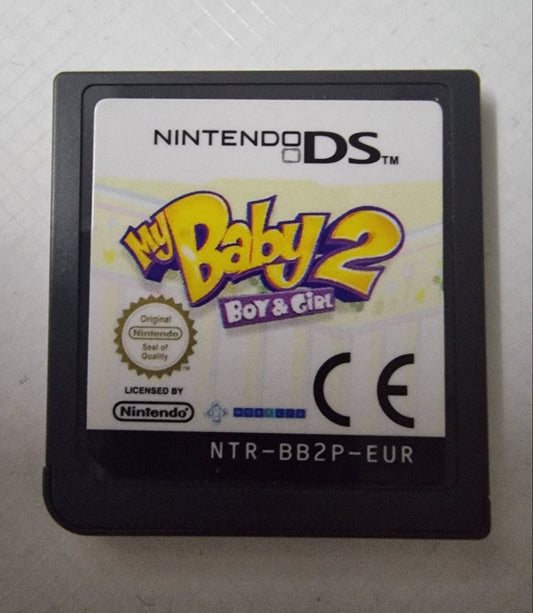 NINTENDO DS™
My Baby 2
BOY & GIRL
Original
Nintendo
Seal of
Quality
TM
LICENSED BY
Nintendo®
CE
NTR-BB2P-EUR